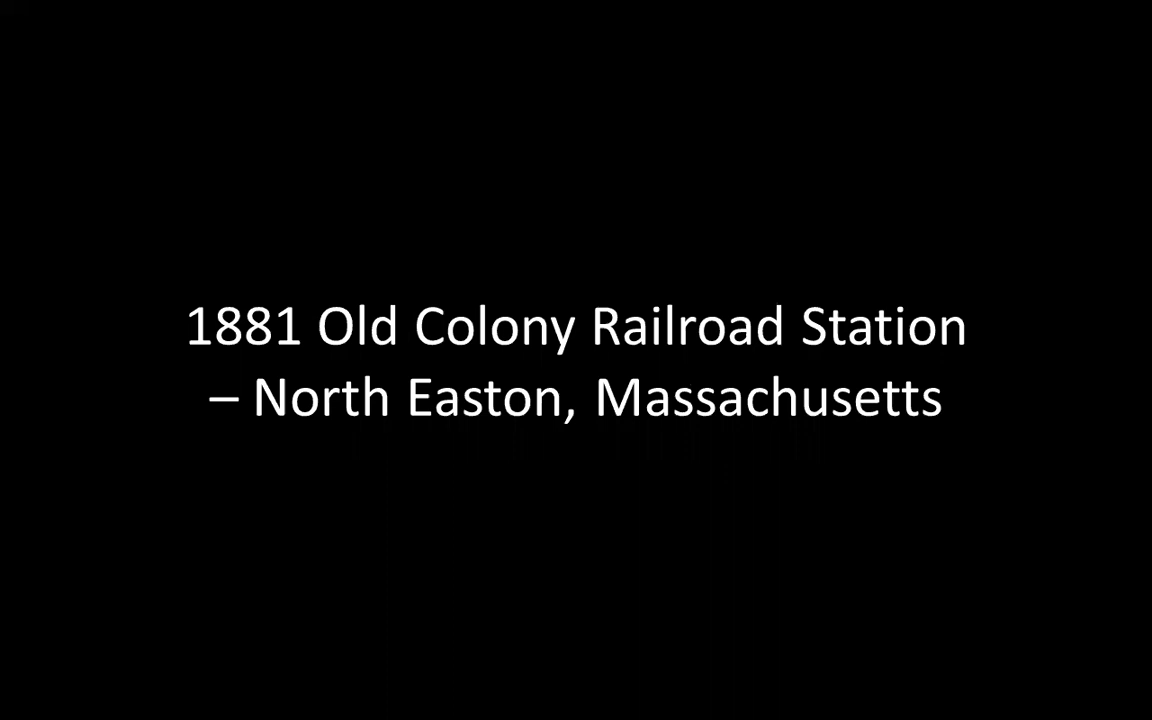 1881 Old Colony Railroad Station
– North Easton, Massachusetts